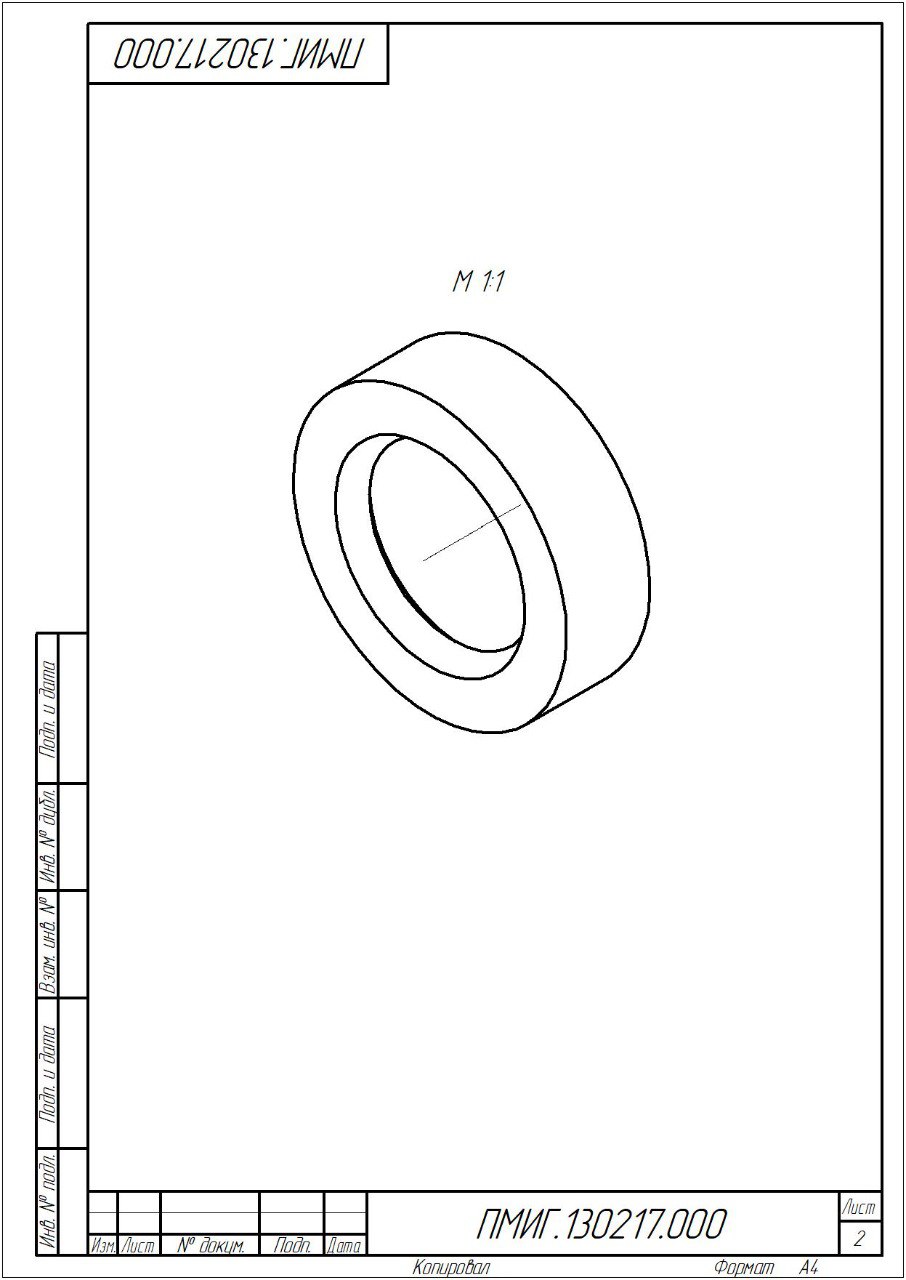 ПМИГ.130217.000
М 1:1
Подп. и дата
Инв. № дубл.
Взам. инв. №
Подп. и дата
Инв. № подл.
Изм. Лист № докум. Подп. Дата
ПМИГ.130217.000
Лист
2
Копировал Формат А4